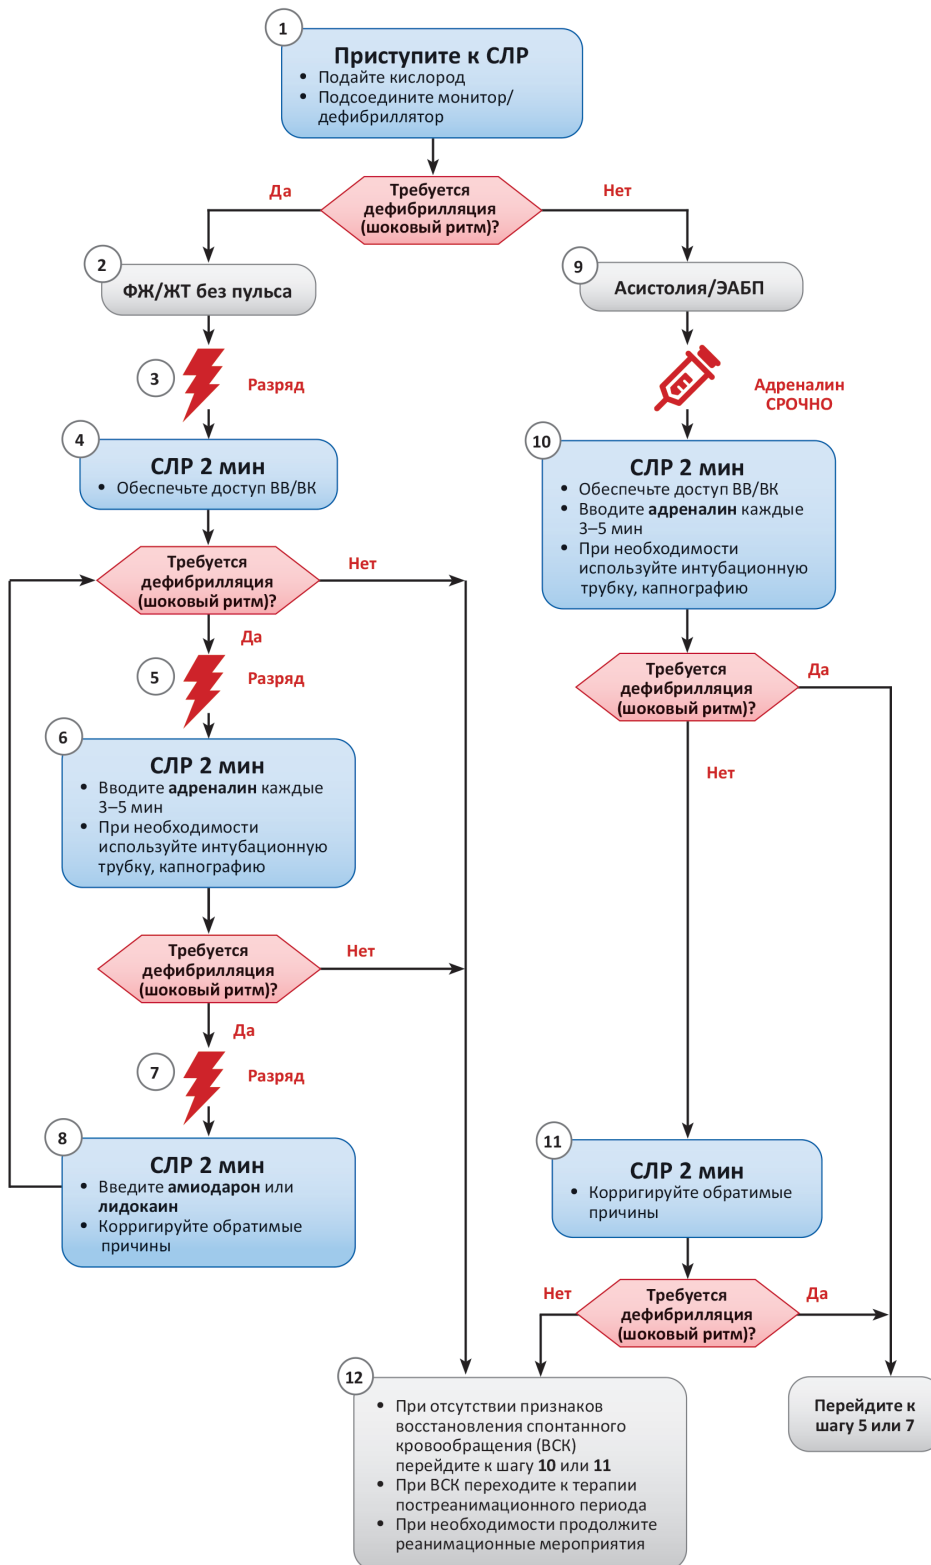 1
Приступите к СЛР
• Подайте кислород
• Подсоедините монитор/
дефибриллятор
Требуется
дефибрилляция
(шоковый ритм)?
Да
Нет
2
ФЖ/ЖТ без пульса
3
Разряд
4
СЛР 2 мин
• Обеспечьте доступ ВВ/ВК
Требуется
дефибрилляция
(шоковый ритм)?
Нет
Да
5
Разряд
6
СЛР 2 мин
• Вводите адреналин каждые
3–5 мин
• При необходимости
используйте интубационную
трубку, капнографию
Требуется
дефибрилляция
(шоковый ритм)?
Нет
Да
7
Разряд
8
СЛР 2 мин
• Введите амиодарон или
лидокаин
• Корригируйте обратимые
причины
9
Асистолия/ЭАБП
Адреналин
СРОЧНО
10
СЛР 2 мин
• Обеспечьте доступ ВВ/ВК
• Вводите адреналин каждые
3–5 мин
• При необходимости
используйте интубационную
трубку, капнографию
Требуется
дефибрилляция
(шоковый ритм)?
Да
Нет
11
СЛР 2 мин
• Корригируйте обратимые
причины
Требуется
дефибрилляция
(шоковый ритм)?
Нет
Да
12
• При отсутствии признаков
восстановления спонтанного
кровообращения (ВСК)
перейдите к шагу 10 или 11
• При ВСК переходите к терапии
постреанимационного периода
• При необходимости продолжите
реанимационные мероприятия
Перейдите к
шагу 5 или 7